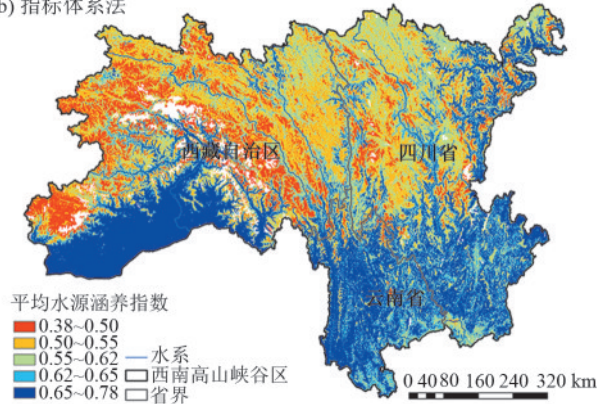 b) 指标体系法
西藏自治区
四川省
云南省
平均水源涵养指数
0.38~0.50
0.50~0.55
0.55~0.62
0.62~0.65
0.65~0.78
水系
西南高山峡谷区
省界
0 40 80 160 240 320 km